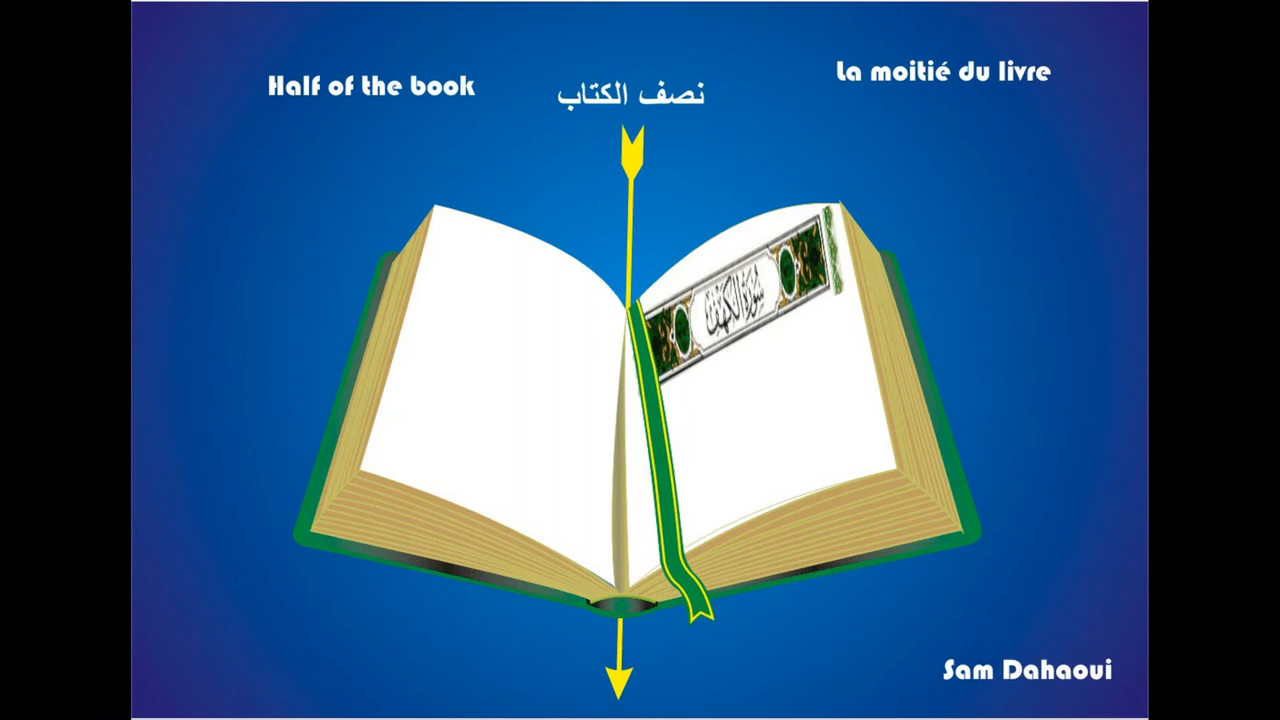 Half of the book
نصف الكتاب
La moitié du livre
سورة الكهف
Sam Dahaoui